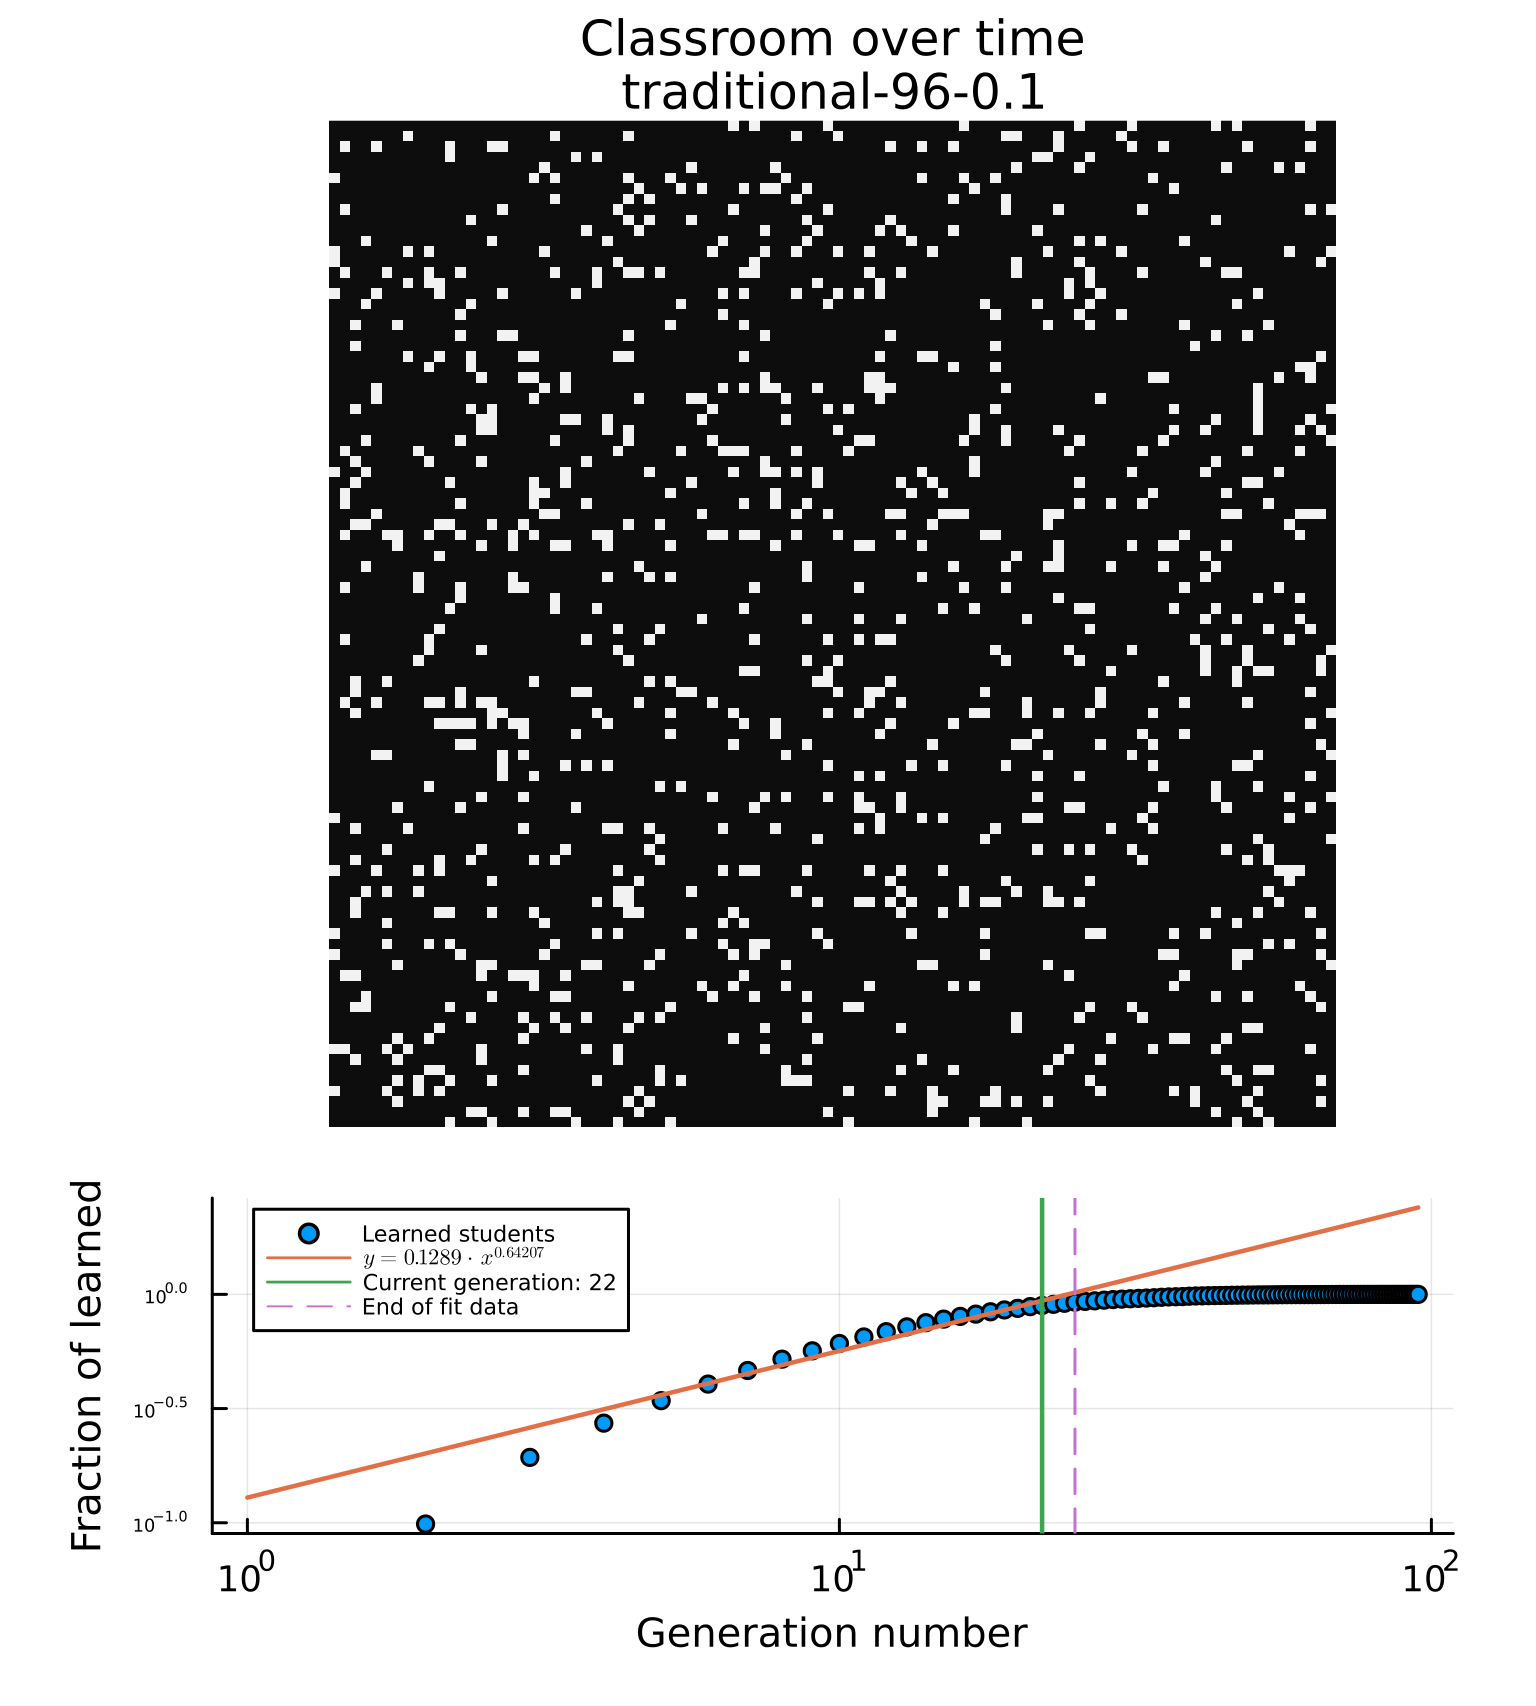 Classroom over time
traditional-96-0.1
Fraction of learned
Learned students
y = 0.1289 · x^0.64207
Current generation: 22
End of fit data
10^0.0
10^−0.5
10^−1.0
10^0
10^1
10^2
Generation number